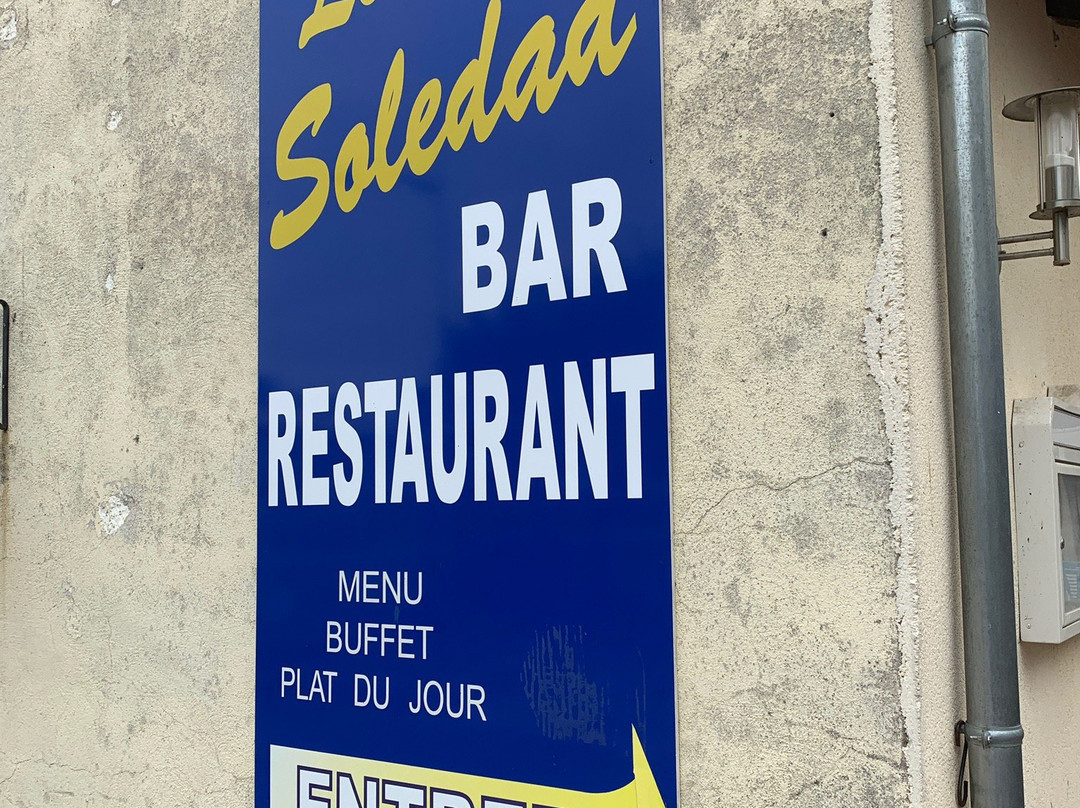 Soledad
BAR
RESTAURANT
MENU
BUFFET
PLAT DU JOUR